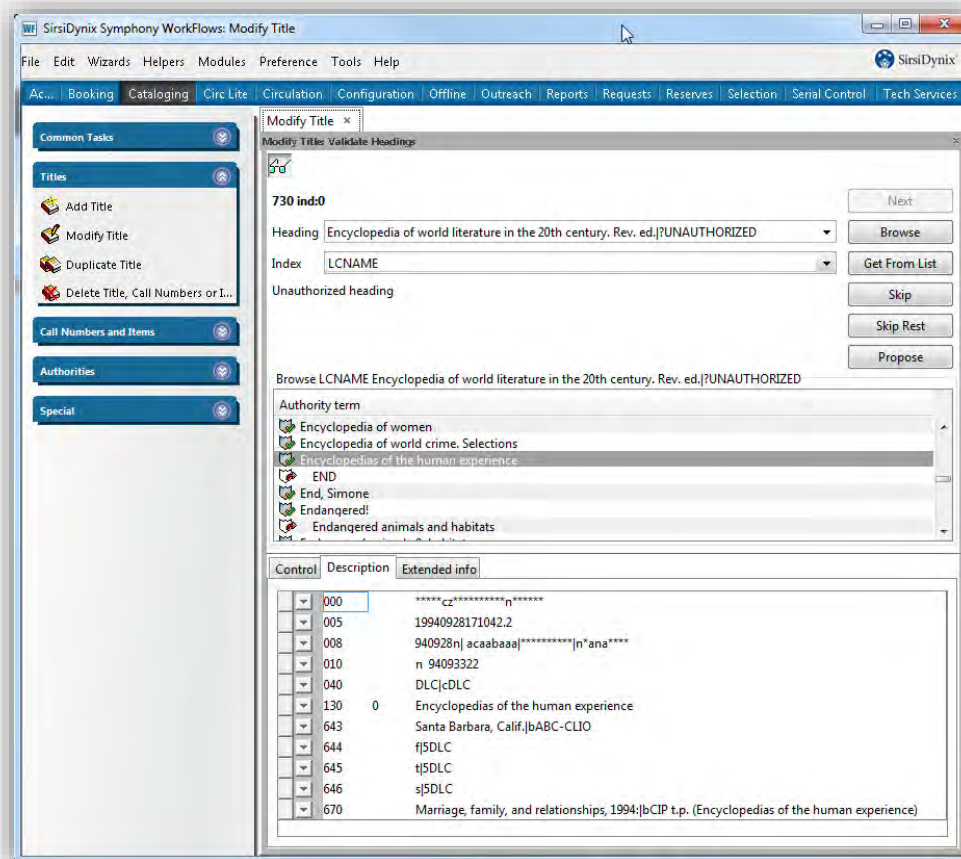 WF SirsiDynix Symphony WorkFlows: Modify Title
File Edit Wizards Helpers Modules Preference Tools Help
SirsiDynix
Ac... Booking Cataloging Circ Lite Circulation Configuration Offline Outreach Reports Requests Reserves Selection Serial Control Tech Services
Common Tasks
Titles
Add Title
Modify Title
Duplicate Title
Delete Title, Call Numbers or I...
Call Numbers and Items
Authorities
Special
Modify Title ×
Modify Title: Validate Headings
730 ind:0
Next
Heading Encyclopedia of world literature in the 20th century. Rev. ed.|?UNAUTHORIZED
Browse
Index LCNAME
Get From List
Unauthorized heading
Skip
Skip Rest
Propose
Browse LCNAME Encyclopedia of world literature in the 20th century. Rev. ed.|?UNAUTHORIZED
Authority term
Encyclopedia of women
Encyclopedia of world crime. Selections
Encyclopedias of the human experience
END
End, Simone
Endangered!
Endangered animals and habitats
Control Description Extended info
000 *****cz**********n******
005 19940928171042.2
008 940928n| acaabaaa|**********|n*ana****
010 n 94093322
040 DLC|cDLC
130 0 Encyclopedias of the human experience
643 Santa Barbara, Calif.|bABC-CLIO
644 f|5DLC
645 t|5DLC
646 s|5DLC
670 Marriage, family, and relationships, 1994:|bCIP t.p. (Encyclopedias of the human experience)